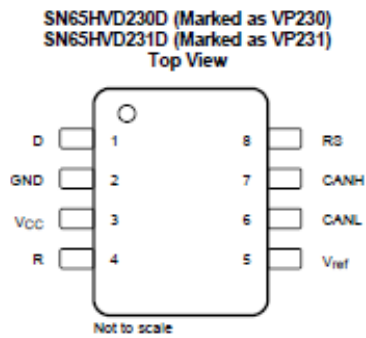 SN65HVD230D (Marked as VP230)
SN65HVD231D (Marked as VP231)
Top View
D 1 8 RS
GND 2 7 CANH
VCC 3 6 CANL
R 4 5 Vref
Not to scale